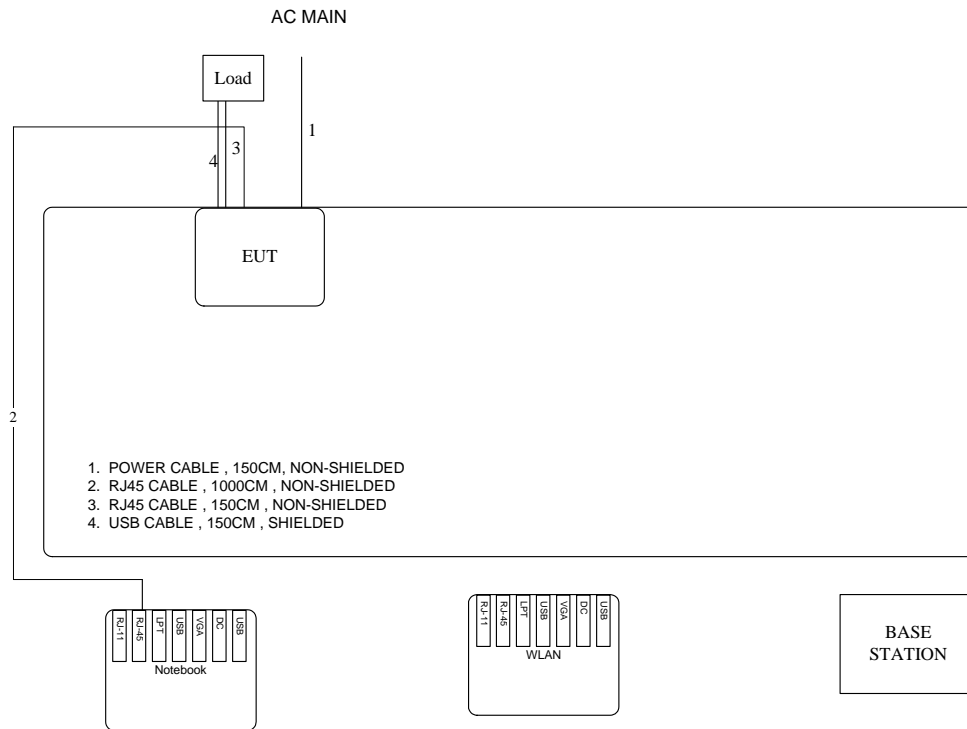 AC MAIN
Load
1
3
4
EUT
2
1. POWER CABLE , 150CM, NON-SHIELDED
2. RJ45 CABLE , 1000CM , NON-SHIELDED
3. RJ45 CABLE , 150CM , NON-SHIELDED
4. USB CABLE , 150CM , SHIELDED
RJ-11
RJ-45
LPT
USB
VGA
DC
USB
Notebook
RJ-11
RJ-45
LPT
USB
VGA
DC
USB
WLAN
BASE
STATION